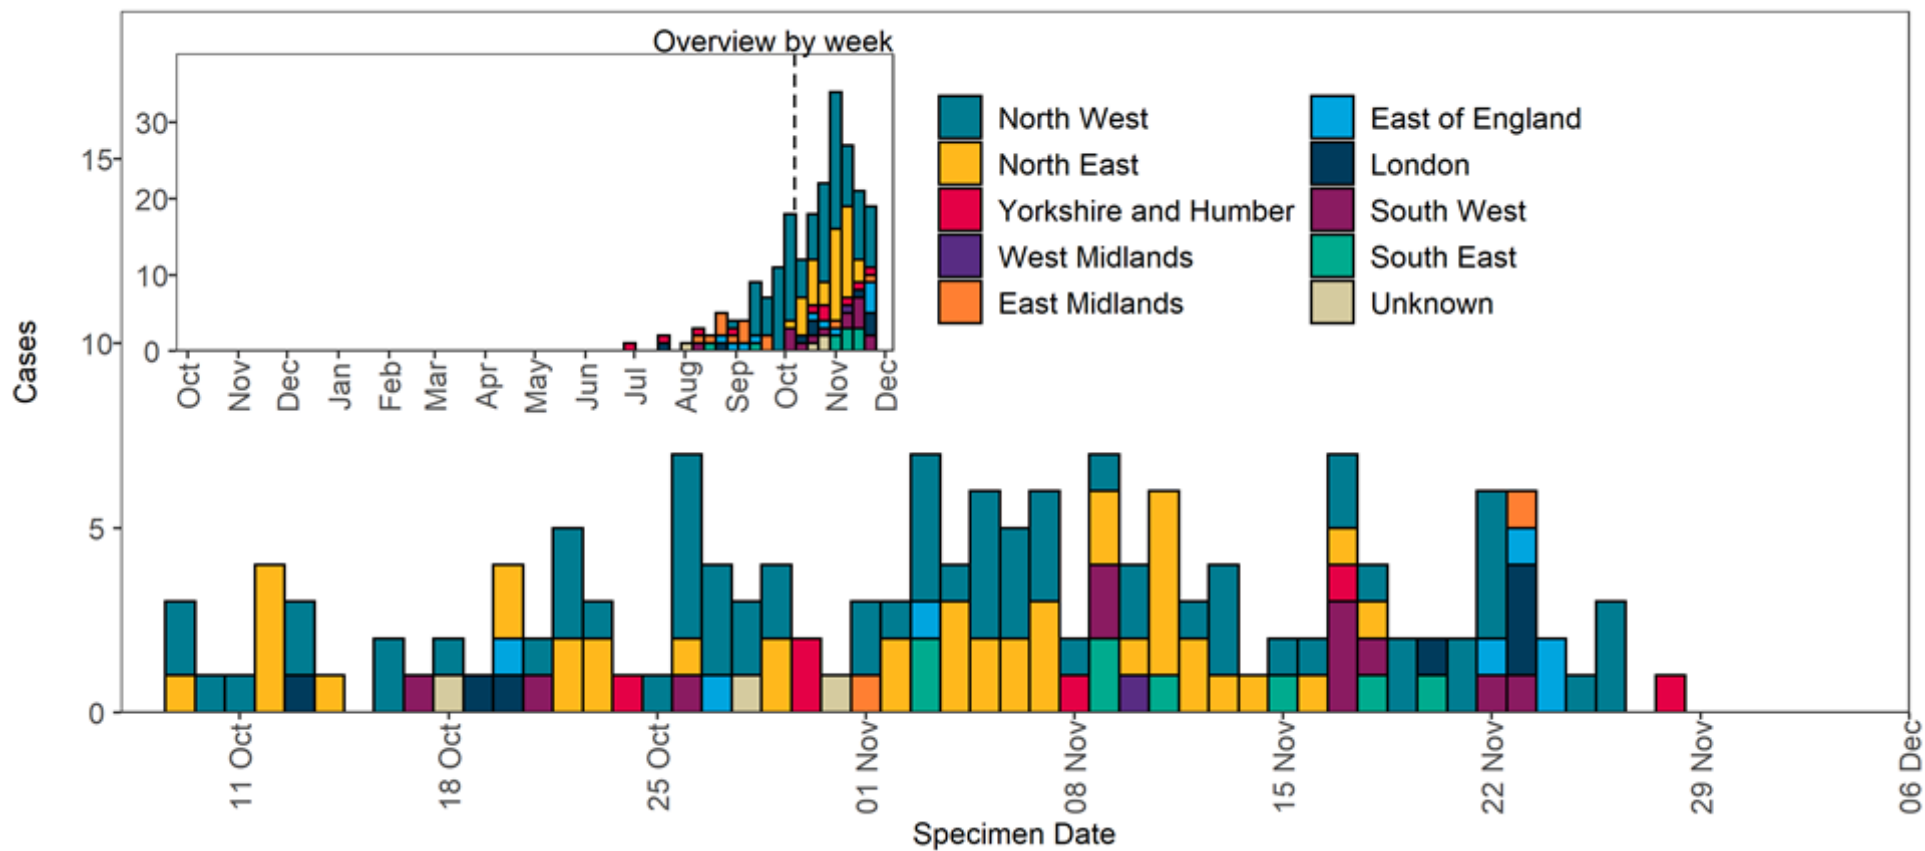 Overview by week
30
20
10
0
Oct
Nov
Dec
Jan
Feb
Mar
Apr
May
Jun
Jul
Aug
Sep
Oct
Nov
Dec
North West
North East
Yorkshire and Humber
West Midlands
East Midlands
East of England
London
South West
South East
Unknown
Cases
15
10
5
0
11 Oct
18 Oct
25 Oct
01 Nov
08 Nov
15 Nov
22 Nov
29 Nov
06 Dec
Specimen Date